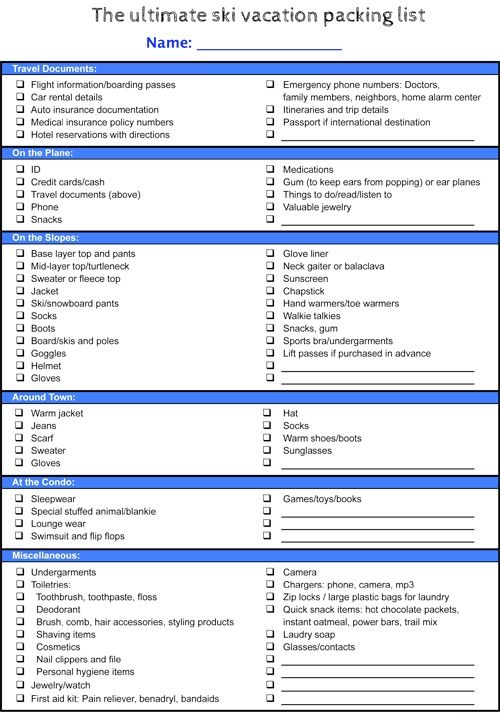 The ultimate ski vacation packing list
Name:
Travel Documents:
Flight information/boarding passes
Car rental details
Auto insurance documentation
Medical insurance policy numbers
Hotel reservations with directions
Emergency phone numbers: Doctors,
family members, neighbors, home alarm center
Itineraries and trip details
Passport if international destination
On the Plane:
ID
Credit cards/cash
Travel documents (above)
Phone
Snacks
Medications
Gum (to keep ears from popping) or ear planes
Things to do/read/listen to
Valuable jewelry
On the Slopes:
Base layer top and pants
Mid-layer top/turtleneck
Sweater or fleece top
Jacket
Ski/snowboard pants
Socks
Boots
Board/skis and poles
Goggles
Helmet
Gloves
Glove liner
Neck gaiter or balaclava
Sunscreen
Chapstick
Hand warmers/toe warmers
Walkie talkies
Snacks, gum
Sports bra/undergarments
Lift passes if purchased in advance
Around Town:
Warm jacket
Jeans
Scarf
Sweater
Gloves
Hat
Socks
Warm shoes/boots
Sunglasses
At the Condo:
Sleepwear
Special stuffed animal/blankie
Lounge wear
Swimsuit and flip flops
Games/toys/books
Miscellaneous:
Undergarments
Toiletries:
Toothbrush, toothpaste, floss
Deodorant
Brush, comb, hair accessories, styling products
Shaving items
Cosmetics
Nail clippers and file
Personal hygiene items
Jewelry/watch
First aid kit: Pain reliever, benadryl, bandaids
Camera
Chargers: phone, camera, mp3
Zip locks / large plastic bags for laundry
Quick snack items: hot chocolate packets,
instant oatmeal, power bars, trail mix
Laudry soap
Glasses/contacts